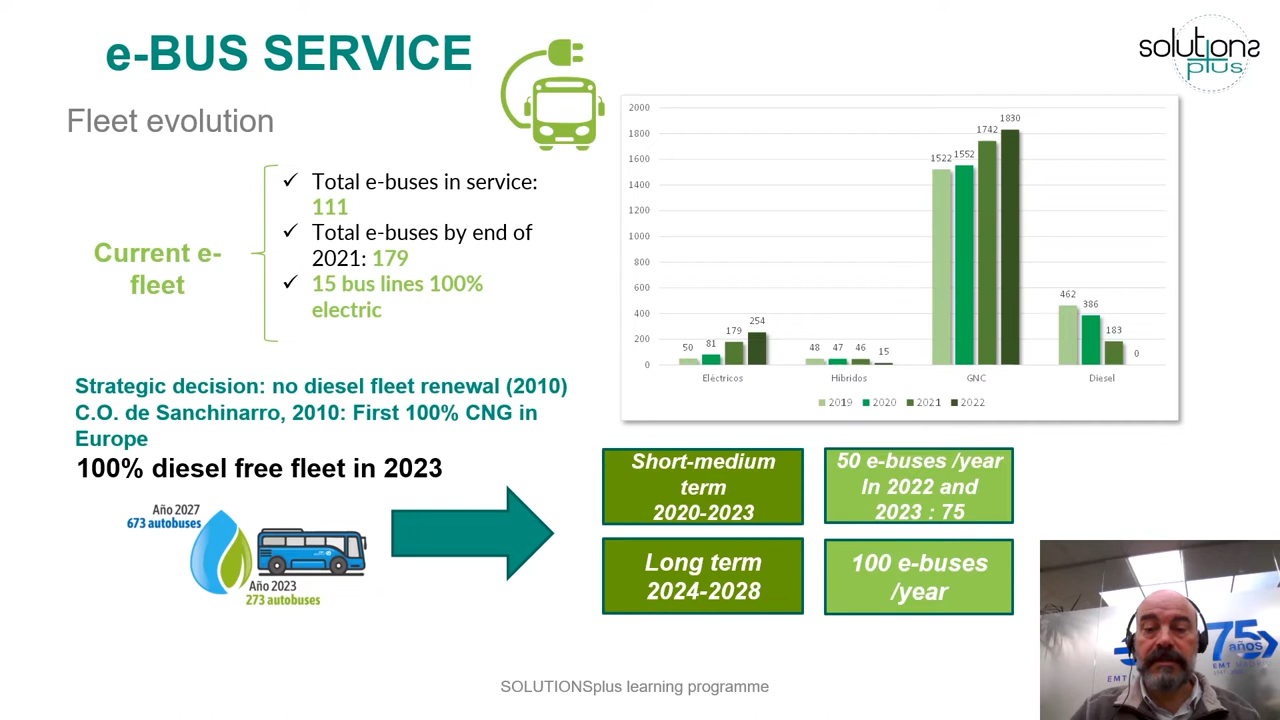 e-BUS SERVICE
solutions
plus
Fleet evolution
Current e-
fleet
✓ Total e-buses in service:
111
✓ Total e-buses by end of
2021: 179
✓ 15 bus lines 100%
electric
2000
1800
1600
1400
1200
1000
800
600
400
200
0
50
81
179
254
48
47
46
15
1522
1552
1742
1830
462
386
183
0
Eléctricos
Híbridos
GNC
Diesel
2019
2020
2021
2022
Strategic decision: no diesel fleet renewal (2010)
C.O. de Sanchinarro, 2010: First 100% CNG in
Europe
100% diesel free fleet in 2023
Año 2027
673 autobuses
Año 2023
273 autobuses
Short-medium
term
2020-2023
50 e-buses /year
In 2022 and
2023 : 75
Long term
2024-2028
100 e-buses
/year
75
años
EMT MADRID
EMT M
SOLUTIONSplus learning programme